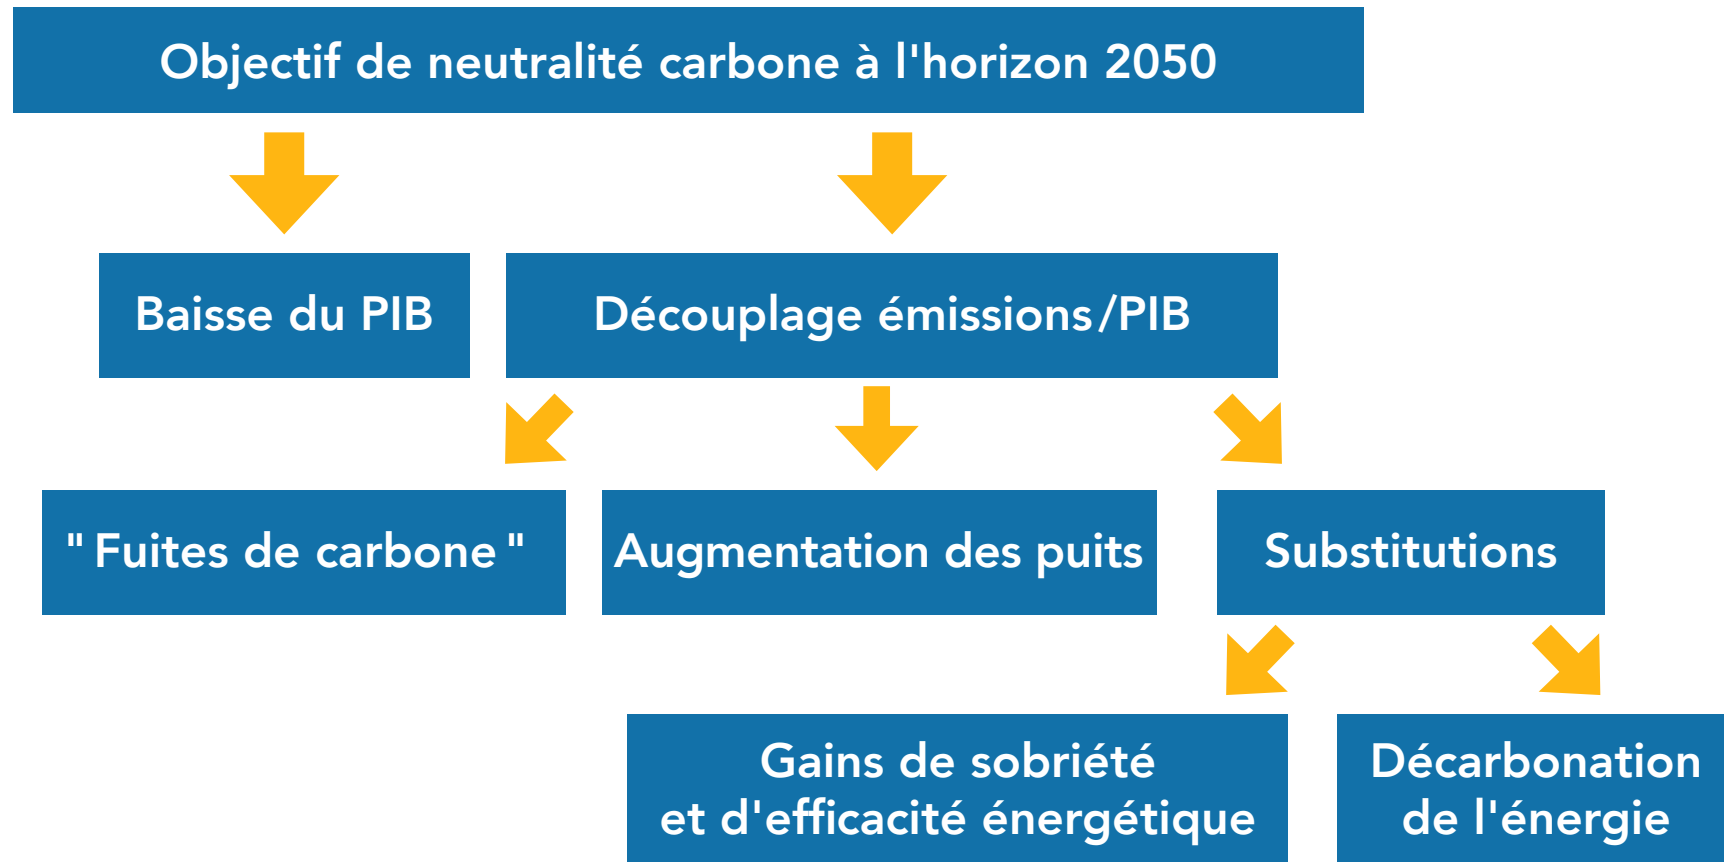 Objectif de neutralité carbone à l'horizon 2050
Baisse du PIB
Découplage émissions/PIB
"Fuites de carbone"
Augmentation des puits
Substitutions
Gains de sobriété
et d'efficacité énergétique
Décarbonation
de l'énergie